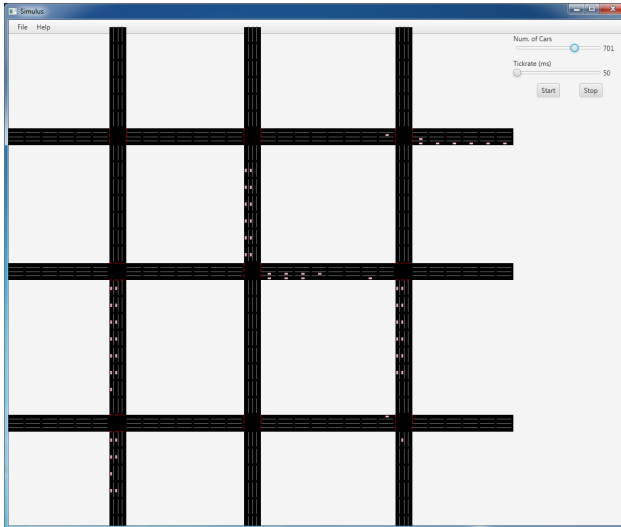 Simulus
File Help
Num. of Cars
701
Tickrate (ms)
50
Start Stop